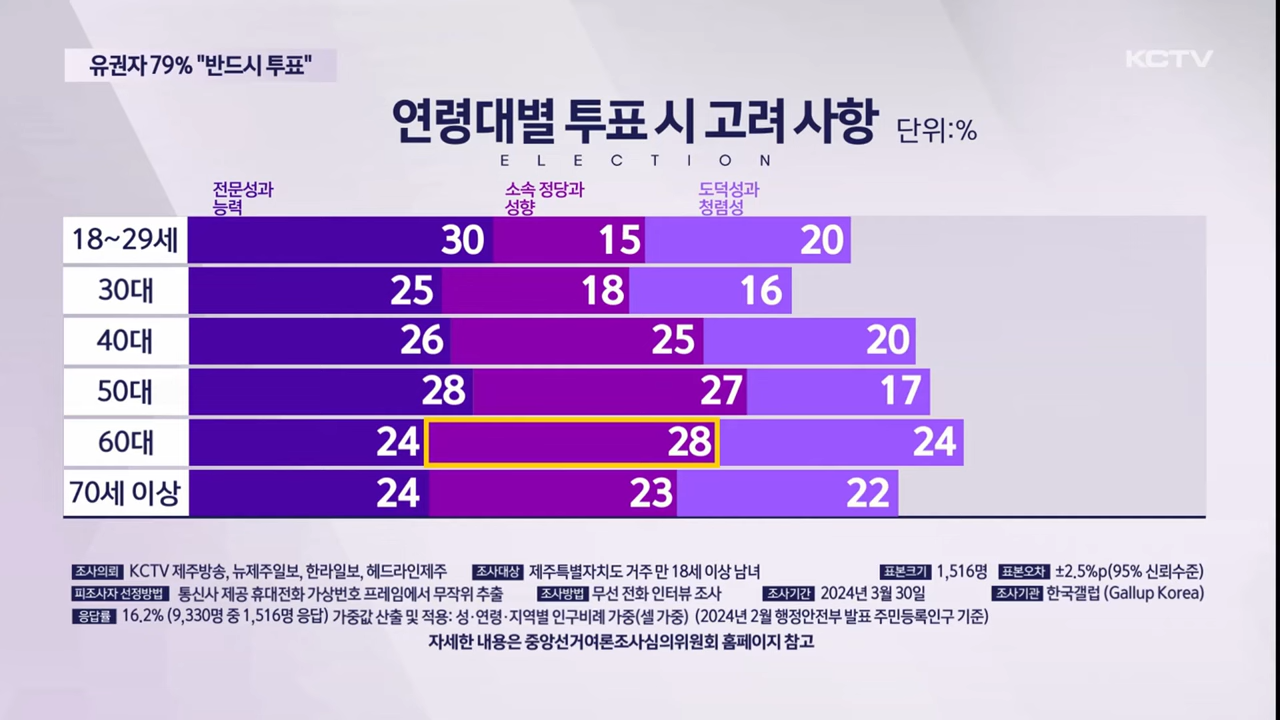 유권자 79% "반드시 투표"
KCTV
연령대별 투표 시 고려 사항 단위:%
ELECTION
전문성과 능력
소속 정당과 성향
도덕성과 청렴성
18~29세 30 15 20
30대 25 18 16
40대 26 25 20
50대 28 27 17
60대 24 28 24
70세 이상 24 23 22
조사의뢰 KCTV 제주방송, 뉴제주일보, 한라일보, 헤드라인제주 조사대상 제주특별자치도 거주 만 18세 이상 남녀 표본크기 1,516명 표본오차 ±2.5%p(95% 신뢰수준)
피조사자 선정방법 통신사 제공 휴대전화 가상번호 프레임에서 무작위 추출 조사방법 무선 전화 인터뷰 조사 조사기간 2024년 3월 30일 조사기관 한국갤럽 (Gallup Korea)
응답률 16.2% (9,330명 중 1,516명 응답) 가중값 산출 및 적용: 성·연령·지역별 인구비례 가중(셀 가중) (2024년 2월 행정안전부 발표 주민등록인구 기준)
자세한 내용은 중앙선거여론조사심의위원회 홈페이지 참고